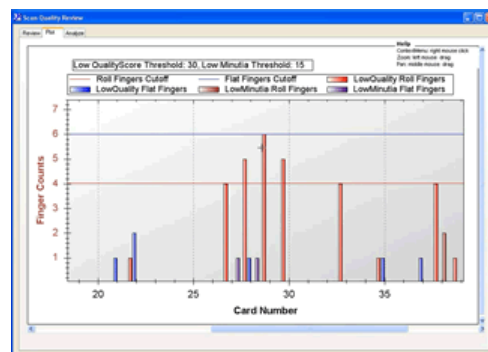 Scan Quality Review
Review Plot Analyze
Help
ContextMenu: right mouse click
Zoom: left mouse drag
Pan: middle mouse drag
Low QualityScore Threshold: 30, Low Minutia Threshold: 15
Roll Fingers Cutoff Flat Fingers Cutoff LowQuality Roll Fingers
LowQuality Flat Fingers LowMinutia Roll Fingers LowMinutia Flat Fingers
7
6
5
4
3
2
1
Finger Counts
20 25 30 35
Card Number